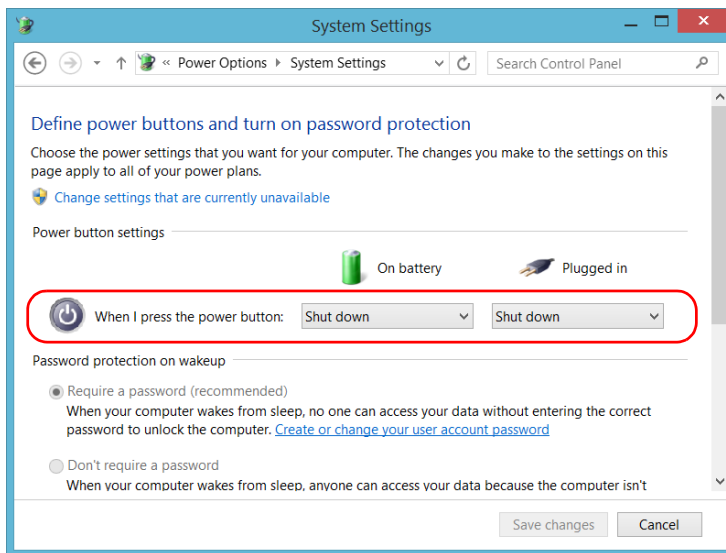 System Settings
« Power Options System Settings Search Control Panel
Define power buttons and turn on password protection
Choose the power settings that you want for your computer. The changes you make to the settings on this
page apply to all of your power plans.
Change settings that are currently unavailable
Power button settings
On battery Plugged in
When I press the power button: Shut down Shut down
Password protection on wakeup
Require a password (recommended)
When your computer wakes from sleep, no one can access your data without entering the correct
password to unlock the computer. Create or change your user account password
Don't require a password
When your computer wakes from sleep, anyone can access your data because the computer isn't
Save changes Cancel